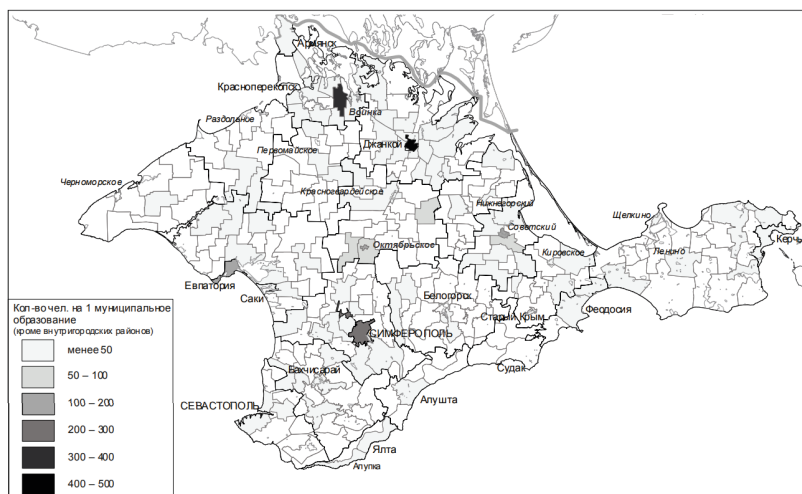 Армянск
Красноперекопск
Воинка
Раздольное
Джанкой
Первомайское
Черноморское
Красногвардейское
Нижнегорский
Щелкино
Советский
Октябрьское
Керчь
Ленино
Кировское
Евпатория
Саки
Белогорск
Феодосия
Старый Крым
СИМФЕРОПОЛЬ
Судак
Бахчисарай
Алушта
СЕВАСТОПОЛЬ
Ялта
Алупка
Кол-во чел. на 1 муниципальное
образование
(кроме внутригородских районов)
менее 50
50 – 100
100 – 200
200 – 300
300 – 400
400 – 500